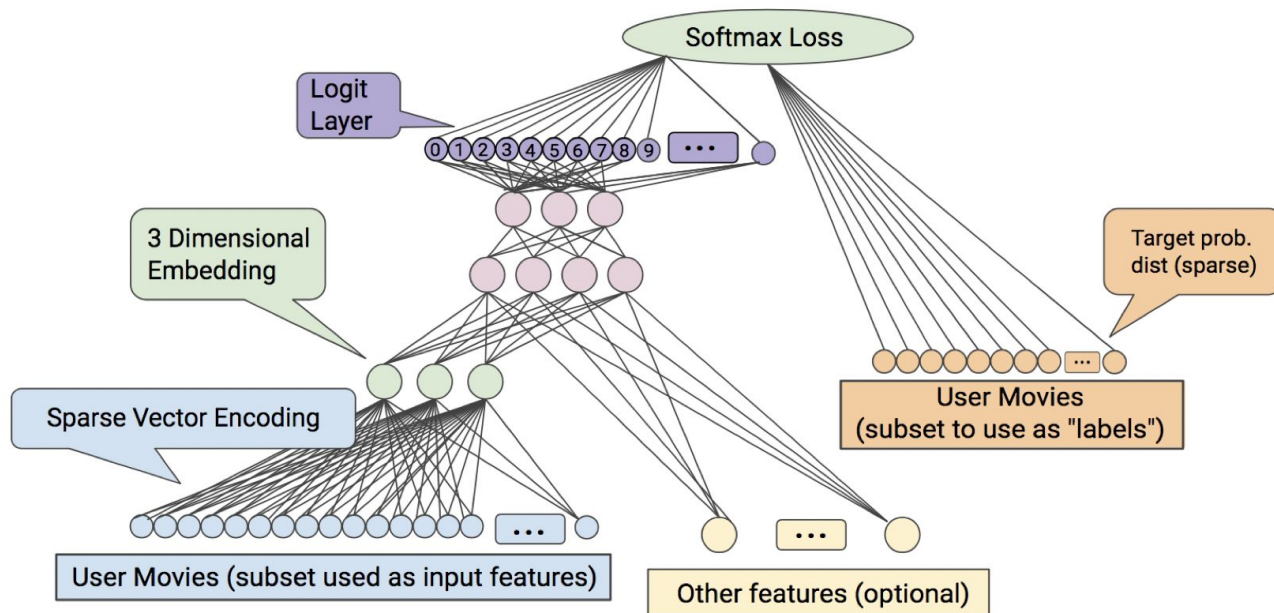 Softmax Loss
Logit
Layer
0 1 2 3 4 5 6 7 8 9 ...
3 Dimensional
Embedding
Target prob.
dist (sparse)
...
User Movies
(subset to use as "labels")
Sparse Vector Encoding
...
...
User Movies (subset used as input features)
Other features (optional)